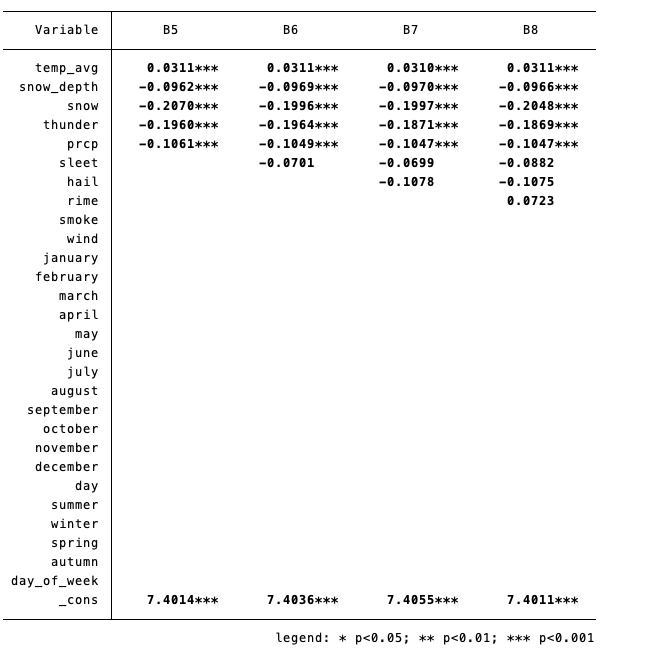 Variable B5 B6 B7 B8
temp_avg 0.0311*** 0.0311*** 0.0310*** 0.0311***
snow_depth -0.0962*** -0.0969*** -0.0970*** -0.0966***
snow -0.2070*** -0.1996*** -0.1997*** -0.2048***
thunder -0.1960*** -0.1964*** -0.1871*** -0.1869***
prcp -0.1061*** -0.1049*** -0.1047*** -0.1047***
sleet -0.0701 -0.0699 -0.0882
hail -0.1078 -0.1075
rime 0.0723
smoke
wind
january
february
march
april
may
june
july
august
september
october
november
december
day
summer
winter
spring
autumn
day_of_week
_cons 7.4014*** 7.4036*** 7.4055*** 7.4011***
legend: * p<0.05; ** p<0.01; *** p<0.001